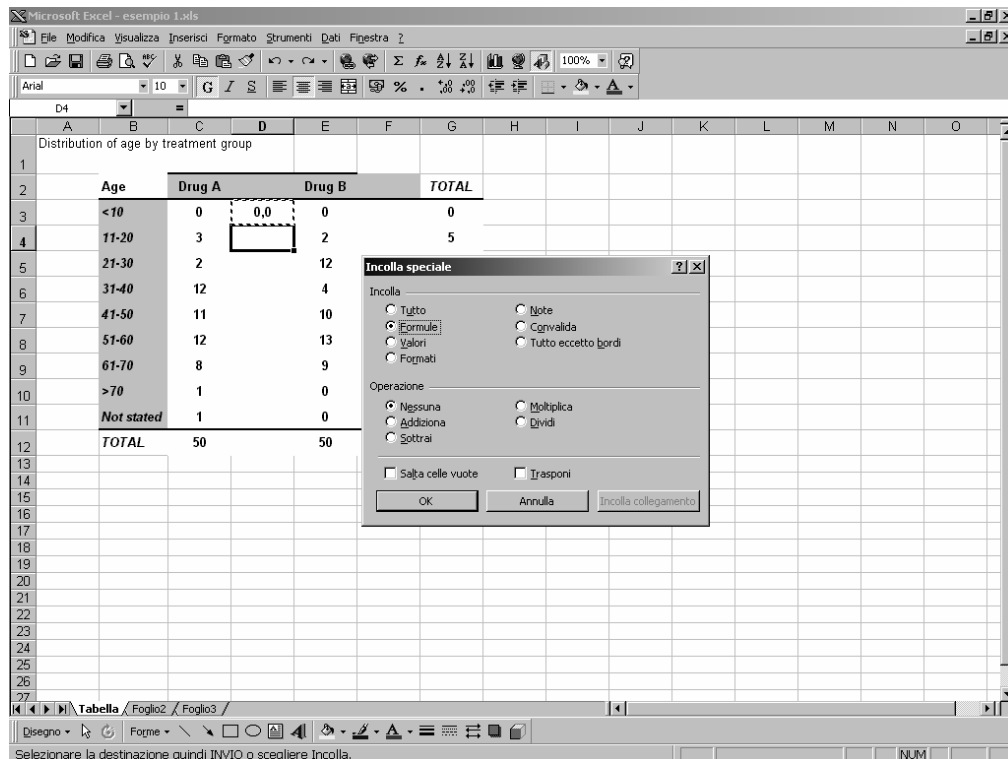 Microsoft Excel - esempio 1.xls
File Modifica Visualizza Inserisci Formato Strumenti Dati Finestra ?
Arial 10 G I S 100%
D4 =
A B C D E F G H I J K L M N O
1 Distribution of age by treatment group
2 Age Drug A Drug B TOTAL
3 <10 0 0,0 0 0
4 11-20 3 2 5
5 21-30 2 12
6 31-40 12 4
7 41-50 11 10
8 51-60 12 13
9 61-70 8 9
10 >70 1 0
11 Not stated 1 0
12 TOTAL 50 50
13
14
15
16
17
18
19
20
21
22
23
24
25
26
27
Incolla speciale
Incolla
Tutto Note
Formule Convalida
Valori Tutto eccetto bordi
Formati
Operazione
Nessuna Moltiplica
Addiziona Dividi
Sottrai
Salta celle vuote Trasponi
OK Annulla Incolla collegamento
Tabella Foglio2 Foglio3
Disegno Forme
Selezionare la destinazione quindi INVIO o scegliere Incolla. NUM